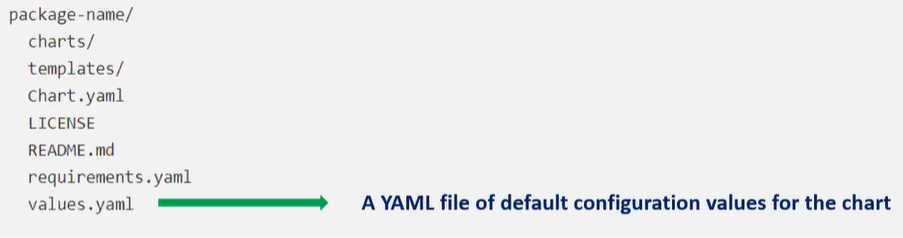 package-name/
charts/
templates/
Chart.yaml
LICENSE
README.md
requirements.yaml
values.yaml A YAML file of default configuration values for the chart